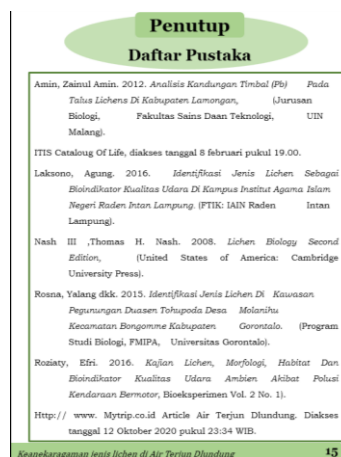 Penutup
Daftar Pustaka
Amin, Zainul Amin. 2012. Analisis Kandungan Timbal (Pb) Pada
Talus Lichens Di Kabupaten Lamongan, (Jurusan
Biologi, Fakultas Sains Daan Teknologi, UIN
Malang).
ITIS Cataloug Of Life, diakses tanggal 8 februari pukul 19.00.
Laksono, Agung. 2016. Identifikasi Jenis Lichen Sebagai
Bioindikator Kualitas Udara Di Kampus Institut Agama Islam
Negeri Raden Intan Lampung. (FTIK: IAIN Raden Intan
Lampung).
Nash III ,Thomas H. Nash. 2008. Lichen Biology Second
Edition, (United States of America: Cambridge
University Press).
Rosna, Yalang dkk. 2015. Identifikasi Jenis Lichen Di Kawasan
Pegunungan Duasen Tohupoda Desa Molanihu
Kecamatan Bongomme Kabupaten Gorontalo. (Program
Studi Biologi, FMIPA, Universitas Gorontalo).
Roziaty, Efri. 2016. Kajian Lichen, Morfologi, Habitat Dan
Bioindikator Kualitas Udara Ambien Akibat Polusi
Kendaraan Bermotor, Bioeksperimen Vol. 2 No. 1).
Http:// www. Mytrip.co.id Article Air Terjun Dlundung. Diakses
tanggal 12 Oktober 2020 pukul 23:34 WIB.
Keanekaragaman jenis lichen di Air Terjun Dlundung 15